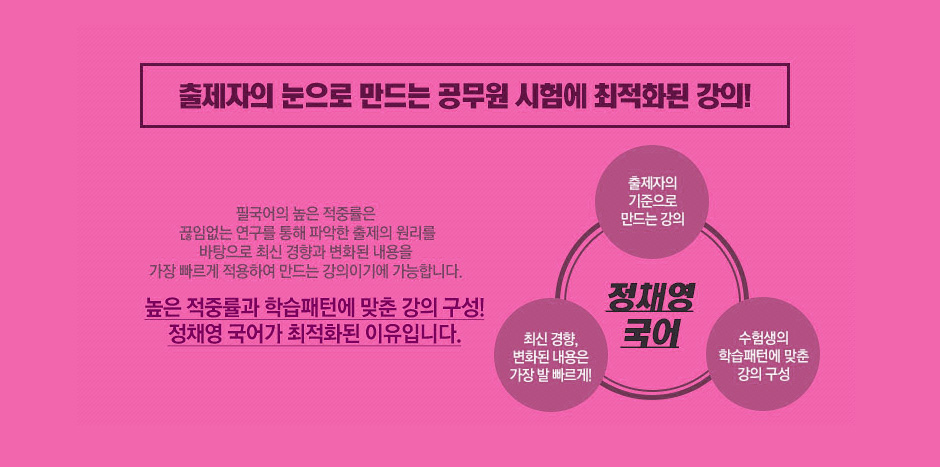 출제자의 눈으로 만드는 공무원 시험에 최적화된 강의!
필국어의 높은 적중률은
끊임없는 연구를 통해 파악한 출제의 원리를
바탕으로 최신 경향과 변화된 내용을
가장 빠르게 적용하여 만드는 강의이기에 가능합니다.
높은 적중률과 학습패턴에 맞춘 강의 구성!
정채영 국어가 최적화된 이유입니다.
출제자의
기준으로
만드는 강의
정채영
국어
최신 경향,
변화된 내용은
가장 발 빠르게!
수험생의
학습패턴에 맞춘
강의 구성